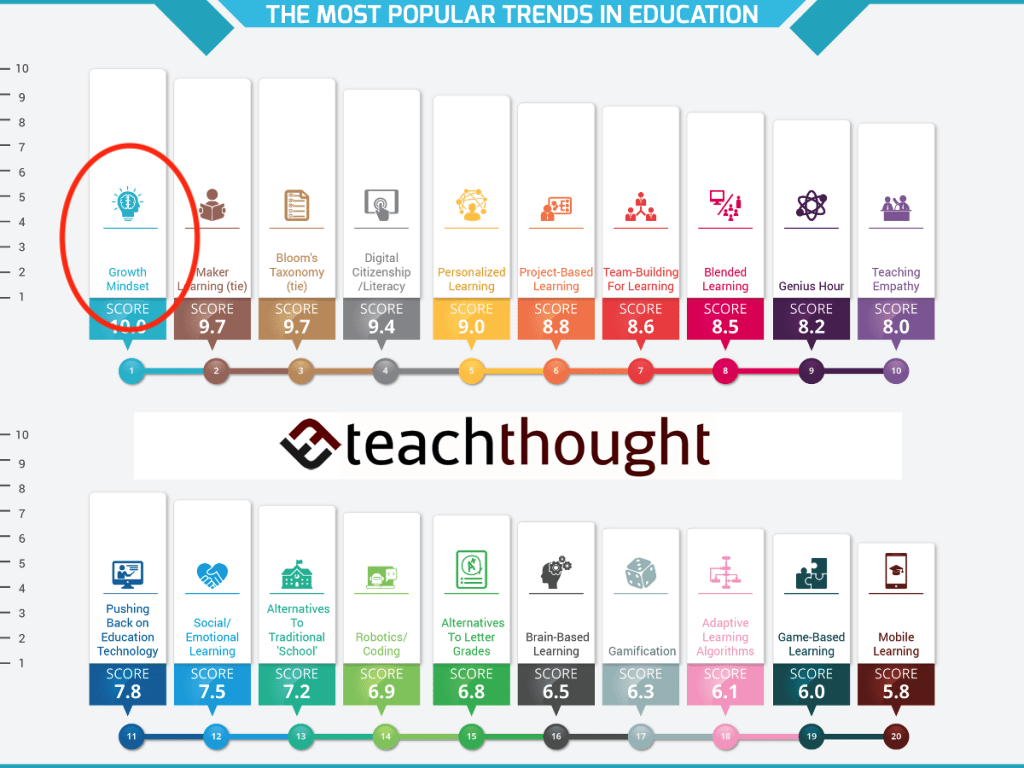 THE MOST POPULAR TRENDS IN EDUCATION
10
9
8
7
6
5
4
3
2
1
Growth
Mindset
Maker
Learning (tie)
Bloom's
Taxonomy
(tie)
Digital
Citizenship
/Literacy
Personalized
Learning
Project-Based
Learning
Team-Building
For Learning
Blended
Learning
Genius Hour
Teaching
Empathy
SCORE SCORE SCORE SCORE SCORE SCORE SCORE SCORE SCORE SCORE
10.0 9.7 9.7 9.4 9.0 8.8 8.6 8.5 8.2 8.0
1 2 3 4 5 6 7 8 9 10
teachthought
10
9
8
7
6
5
4
3
2
1
Pushing
Back on
Education
Technology
Social/
Emotional
Learning
Alternatives
To
Traditional
'School'
Robotics/
Coding
Alternatives
To Letter
Grades
Brain-Based
Learning
Gamification
Adaptive
Learning
Algorithms
Game-Based
Learning
Mobile
Learning
SCORE SCORE SCORE SCORE SCORE SCORE SCORE SCORE SCORE SCORE
7.8 7.5 7.2 6.9 6.8 6.5 6.3 6.1 6.0 5.8
11 12 13 14 15 16 17 18 19 20